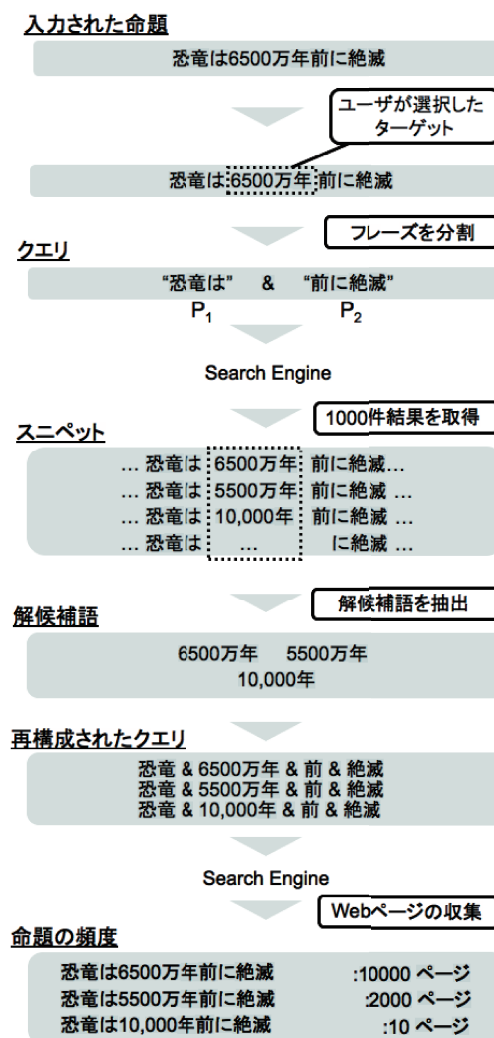 入力された命題
恐竜は6500万年前に絶滅
ユーザが選択した
ターゲット
恐竜は6500万年前に絶滅
フレーズを分割
クエリ
“恐竜は” & “前に絶滅”
P1 P2
Search Engine
1000件結果を取得
スニペット
... 恐竜は 6500万年 前に絶滅...
... 恐竜は 5500万年 前に絶滅 ...
... 恐竜は 10,000年 前に絶滅 ...
... 恐竜は ... に絶滅 ...
解候補語を抽出
解候補語
6500万年 5500万年
10,000年
再構成されたクエリ
恐竜 & 6500万年 & 前 & 絶滅
恐竜 & 5500万年 & 前 & 絶滅
恐竜 & 10,000年 & 前 & 絶滅
Search Engine
Webページの収集
命題の頻度
恐竜は6500万年前に絶滅 :10000 ページ
恐竜は5500万年前に絶滅 :2000 ページ
恐竜は10,000年前に絶滅 :10 ページ